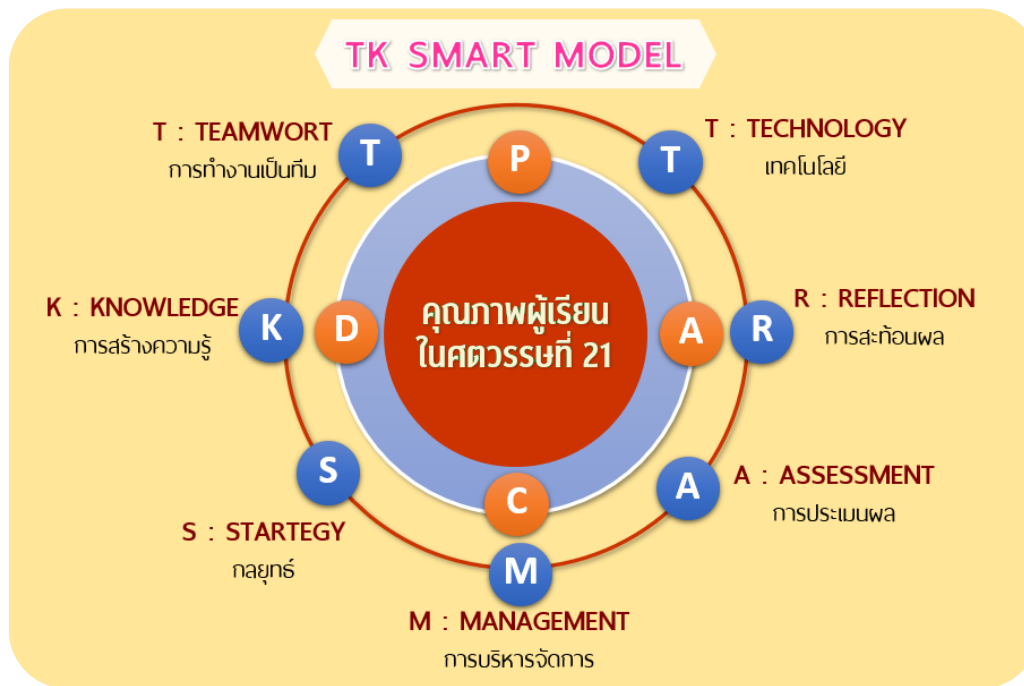 TK SMART MODEL
T : TEAMWORT
การทำงานเป็นทีม
T
P
T
T : TECHNOLOGY
เทคโนโลยี
K : KNOWLEDGE
การสร้างความรู้
K
D
คุณภาพผู้เรียน
ในศตวรรษที่ 21
A
R
R : REFLECTION
การสะท้อนผล
S
S : STARTEGY
กลยุทธ์
C
M
M : MANAGEMENT
การบริหารจัดการ
A
A : ASSESSMENT
การประเมนผล